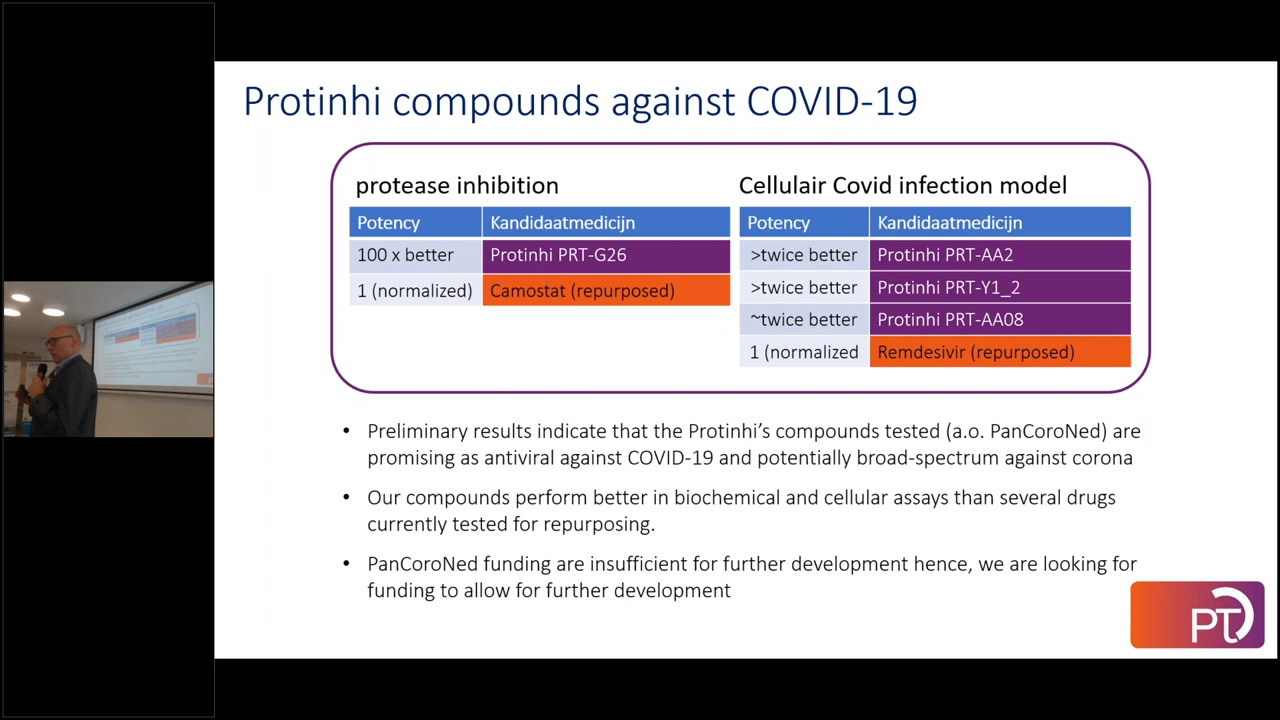 Protinhi compounds against COVID-19
protease inhibition
Potency Kandidaatmedicijn
100 x better Protinhi PRT-G26
1 (normalized) Camostat (repurposed)
Cellulair Covid infection model
Potency Kandidaatmedicijn
>twice better Protinhi PRT-AA2
>twice better Protinhi PRT-Y1_2
~twice better Protinhi PRT-AA08
1 (normalized Remdesivir (repurposed)
• Preliminary results indicate that the Protinhi’s compounds tested (a.o. PanCoroNed) are
promising as antiviral against COVID-19 and potentially broad-spectrum against corona
• Our compounds perform better in biochemical and cellular assays than several drugs
currently tested for repurposing.
• PanCoroNed funding are insufficient for further development hence, we are looking for
funding to allow for further development
PT